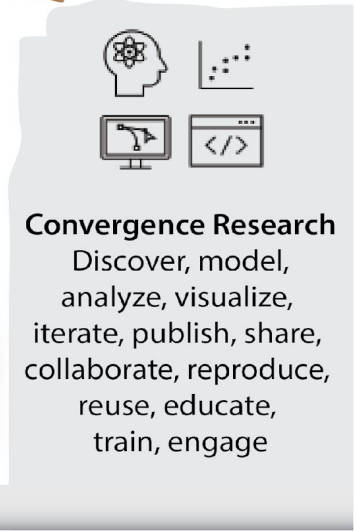 </>
Convergence Research
Discover, model,
analyze, visualize,
iterate, publish, share,
collaborate, reproduce,
reuse, educate,
train, engage